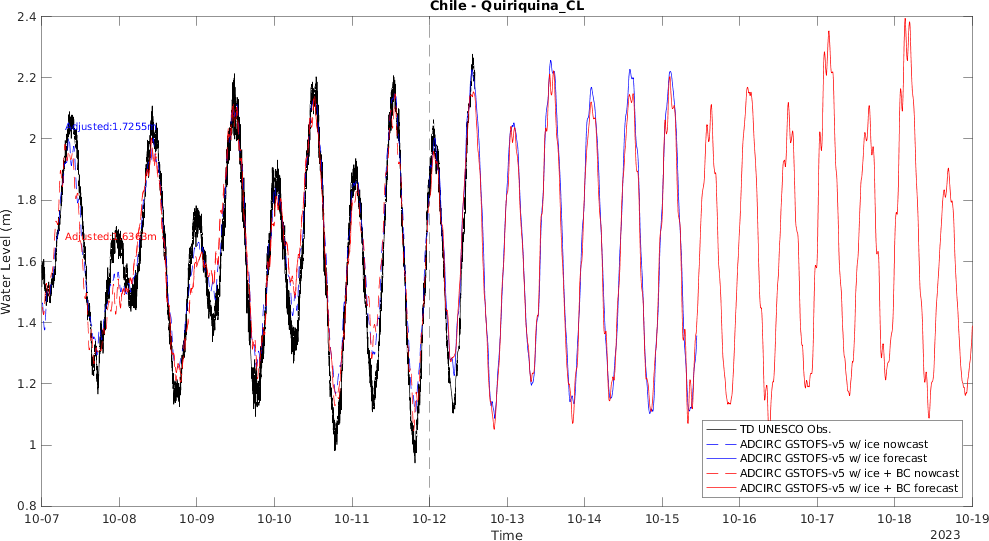 Chile - Quiriquina_CL
2.4
2.2
2
1.8
1.6
1.4
1.2
1
0.8
Water Level (m)
Adjusted:1.7255m
Adjusted:1.6363m
TD UNESCO Obs.
ADCIRC GSTOFS-v5 w/ ice nowcast
ADCIRC GSTOFS-v5 w/ ice forecast
ADCIRC GSTOFS-v5 w/ ice + BC nowcast
ADCIRC GSTOFS-v5 w/ ice + BC forecast
10-07 10-08 10-09 10-10 10-11 10-12 10-13 10-14 10-15 10-16 10-17 10-18 10-19
Time
2023